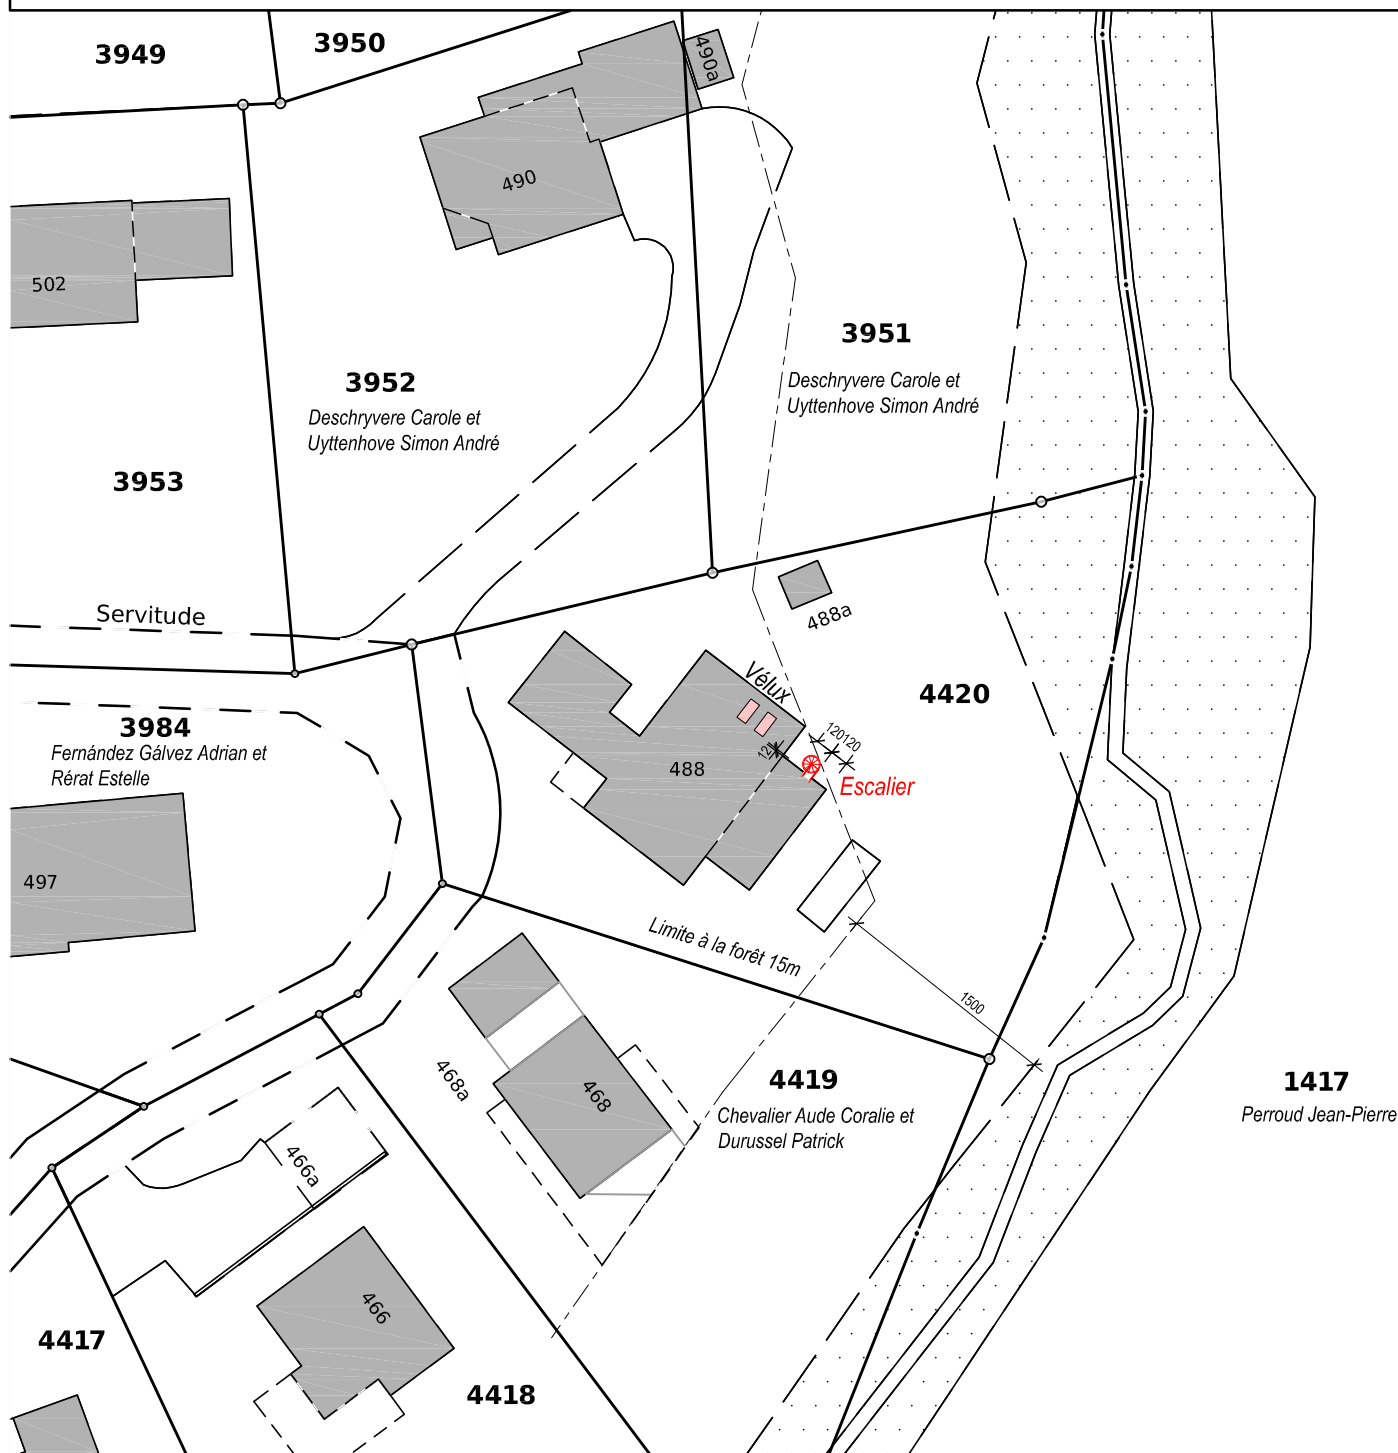 3949
3950
490a
490
502
3951
Deschryvere Carole et
Uyttenhove Simon André
3952
Deschryvere Carole et
Uyttenhove Simon André
3953
Servitude
488a
Vélux
4420
3984
Fernández Gálvez Adrian et
Rérat Estelle
120120
488
Escalier
497
Limite à la forêt 15m
1500
468a
468
4419
Chevalier Aude Coralie et
Durussel Patrick
1417
Perroud Jean-Pierre
466a
466
4417
4418